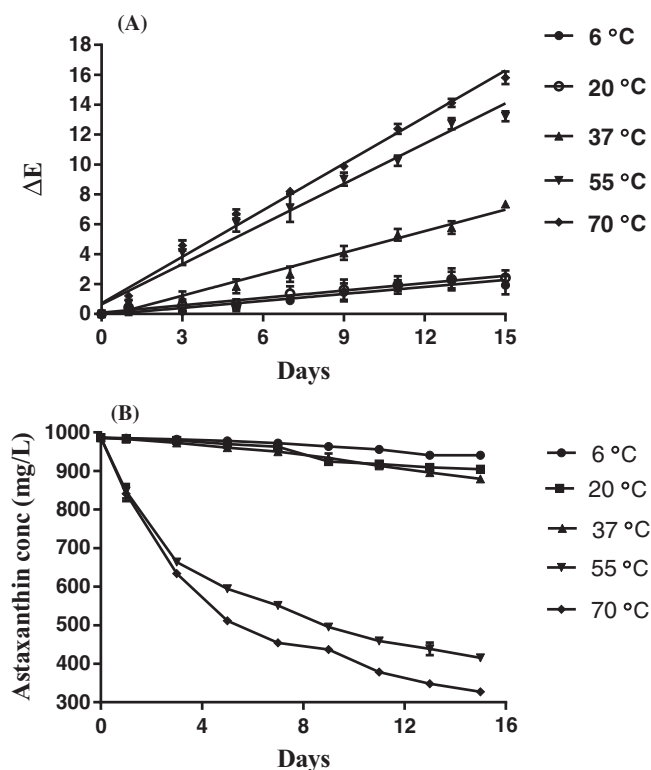 (A)
18
16
14
12
10
8
6
4
2
0
ΔE
0 3 6 9 12 15
Days
6 °C
20 °C
37 °C
55 °C
70 °C
(B)
1000
900
800
700
600
500
400
300
Astaxanthin conc (mg/L)
0 4 8 12 16
Days
6 °C
20 °C
37 °C
55 °C
70 °C